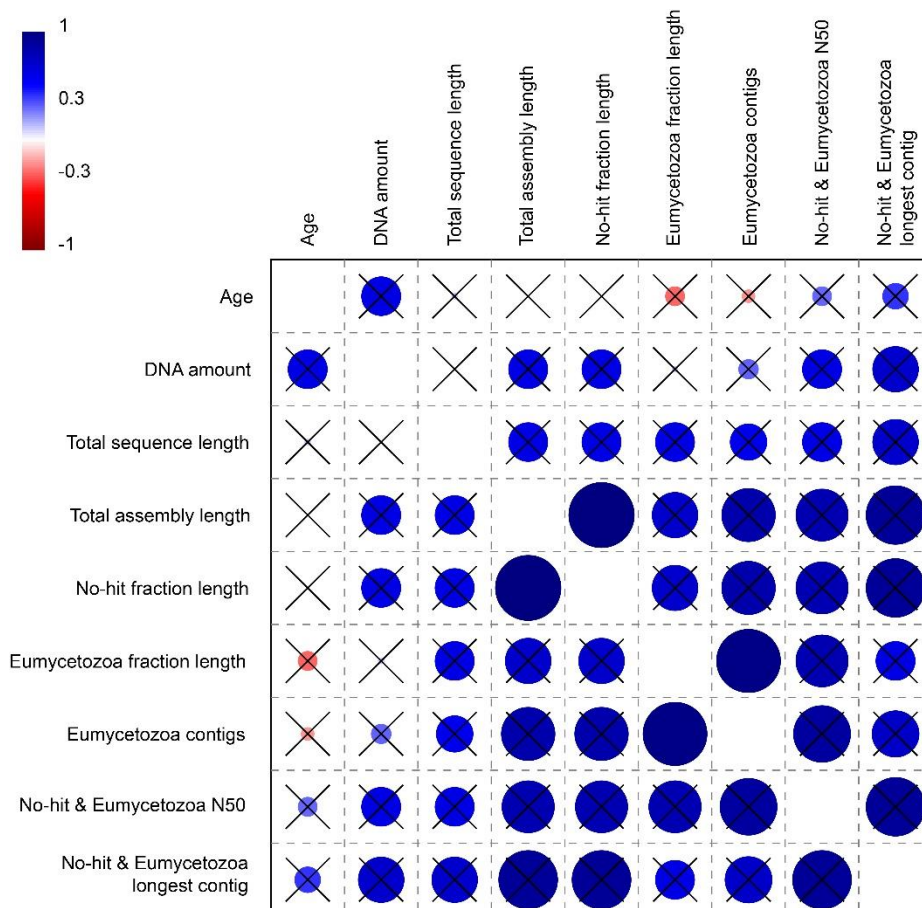 1
0.3
-0.3
-1
Age
DNA amount
Total sequence length
Total assembly length
No-hit fraction length
Eumycetozoa fraction length
Eumycetozoa contigs
No-hit & Eumycetozoa N50
No-hit & Eumycetozoa
longest contig
Age
DNA amount
Total sequence length
Total assembly length
No-hit fraction length
Eumycetozoa fraction length
Eumycetozoa contigs
No-hit & Eumycetozoa N50
No-hit & Eumycetozoa
longest contig